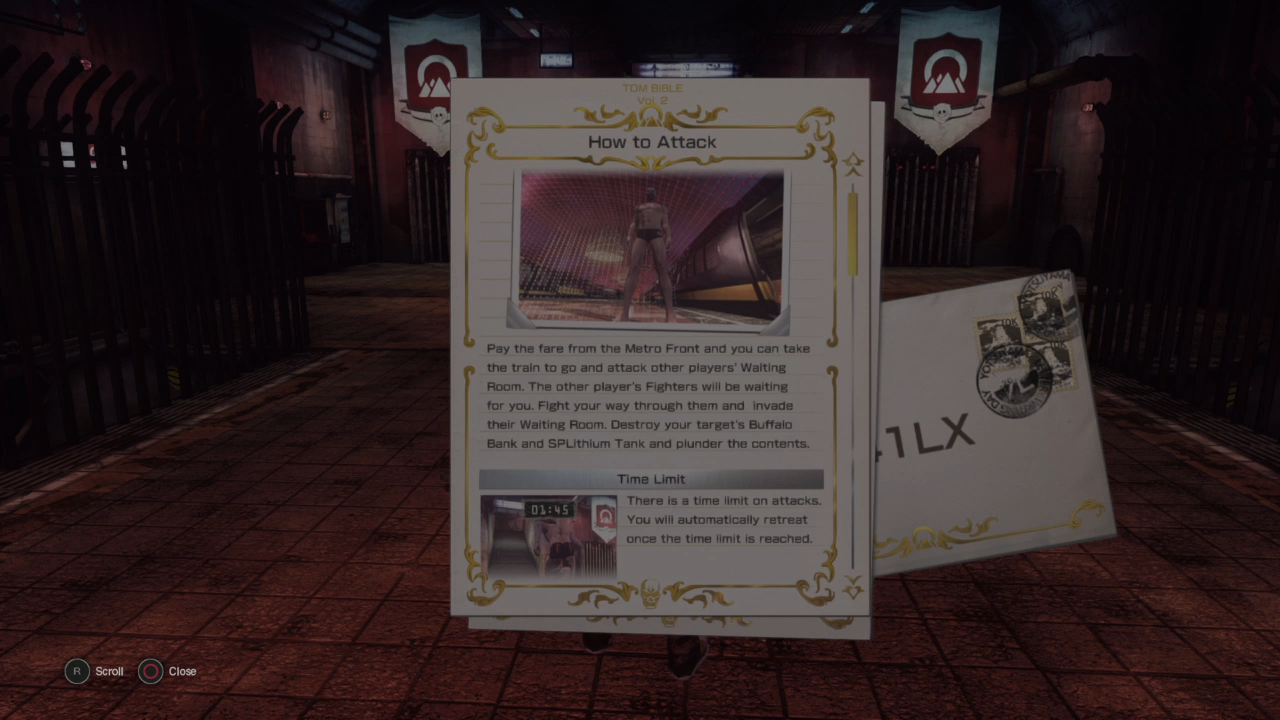 TDM BIBLE
Vol.2
How to Attack
Pay the fare from the Metro Front and you can take
the train to go and attack other players' Waiting
Room. The other player's Fighters will be waiting
for you. Fight your way through them and invade
their Waiting Room. Destroy your target's Buffalo
Bank and SPLithium Tank and plunder the contents.
Time Limit
01:45
There is a time limit on attacks.
You will automatically retreat
once the time limit is reached.
1LX
R Scroll Close